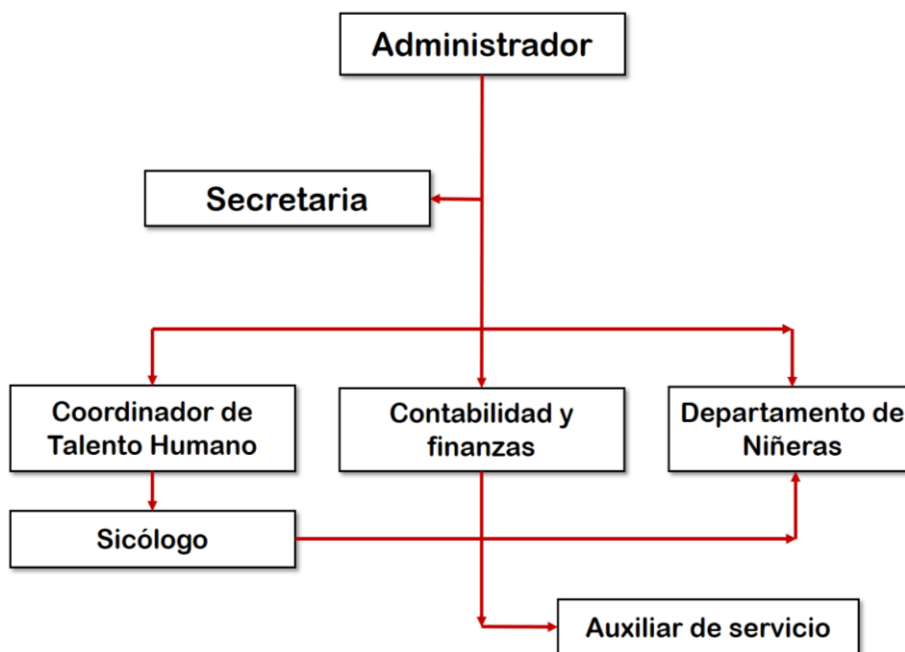 Administrador
Secretaria
Coordinador de
Talento Humano
Contabilidad y
finanzas
Departamento de
Niñeras
Sicólogo
Auxiliar de servicio